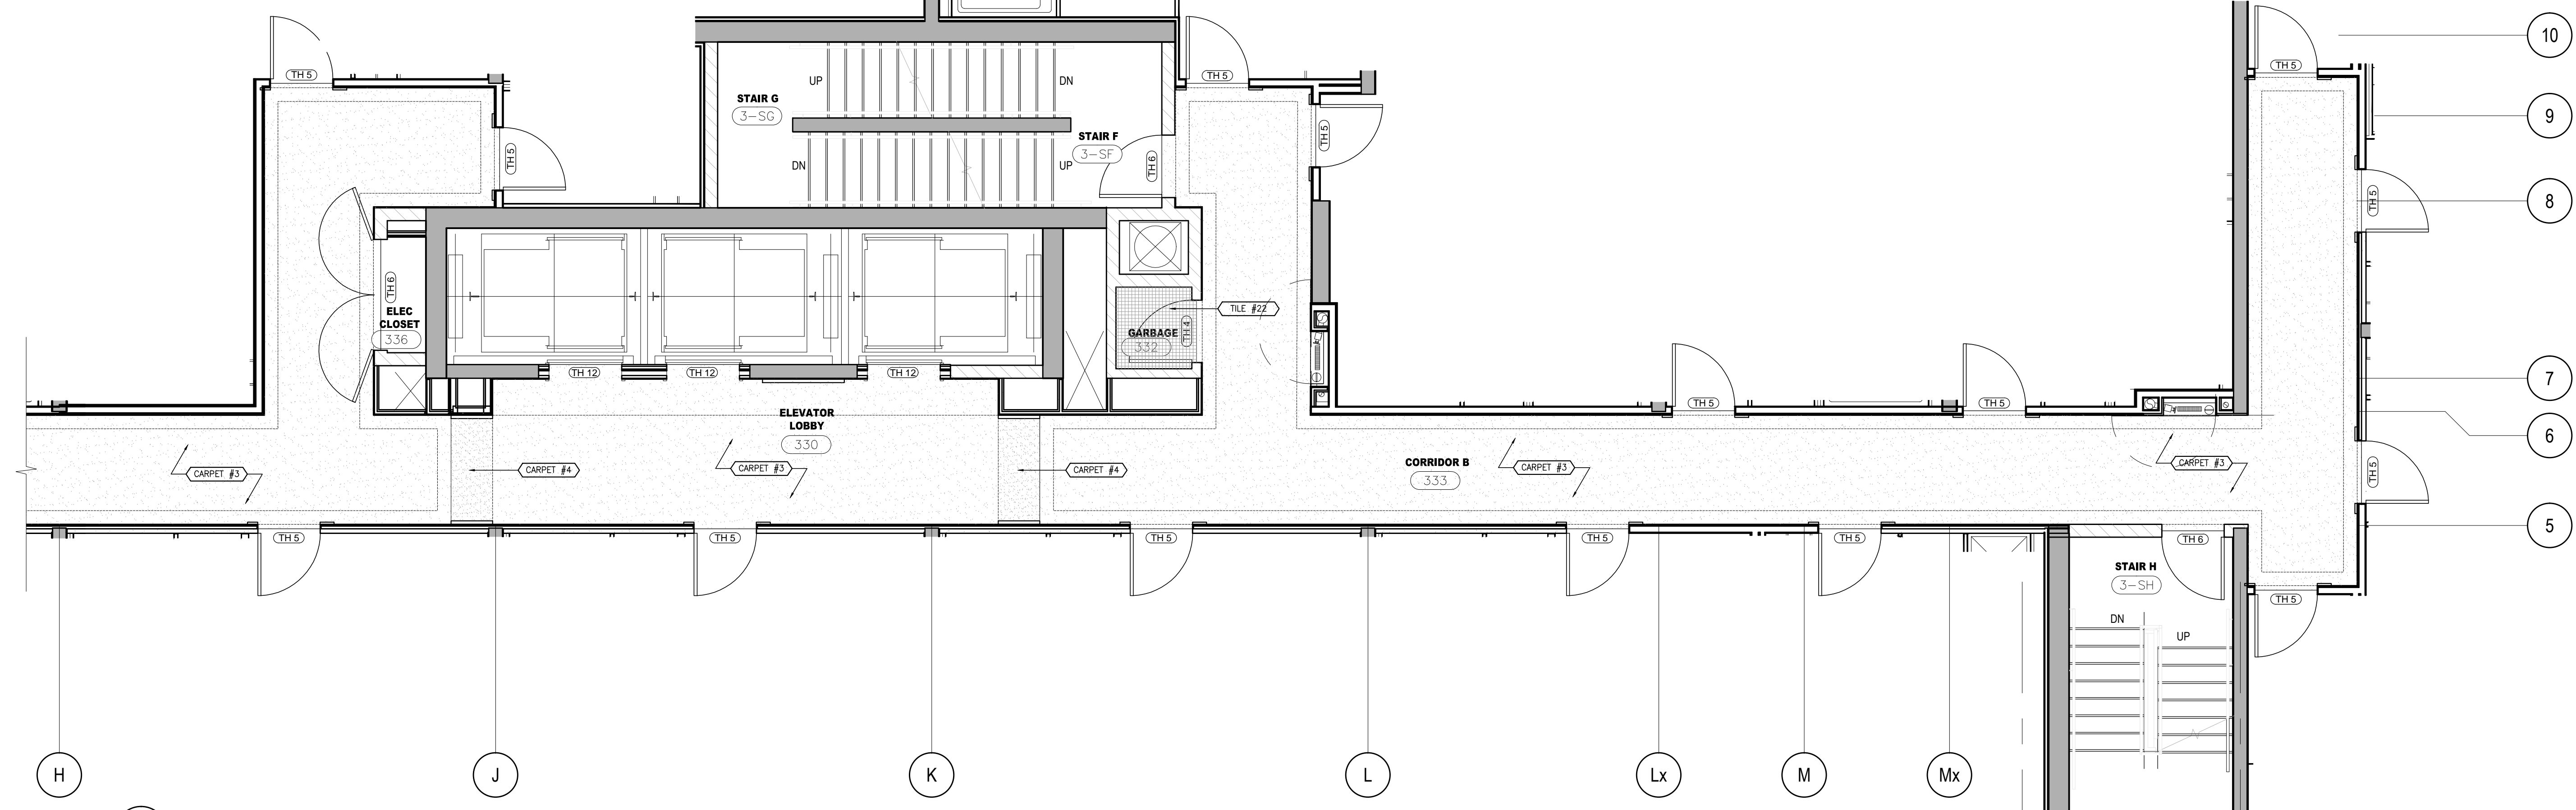 10
TH 5
TH 5
TH 5
UP
DN
STAIR G
3-SG
9
TH 5
STAIR F
3-SF
TH 5
DN
UP
TH 6
8
TH 5
TH 6
ELEC
CLOSET
336
TILE #22
GARBAGE
332
TH 4
TH 12
TH 12
TH 12
7
TH 5
TH 5
ELEVATOR
LOBBY
330
6
CARPET #3
CARPET #4
CARPET #3
CARPET #4
CORRIDOR B
333
CARPET #3
CARPET #3
TH 5
5
TH 5
TH 5
TH 5
TH 5
TH 5
TH 6
STAIR H
3-SH
TH 5
DN
UP
H
J
K
L
Lx
M
Mx